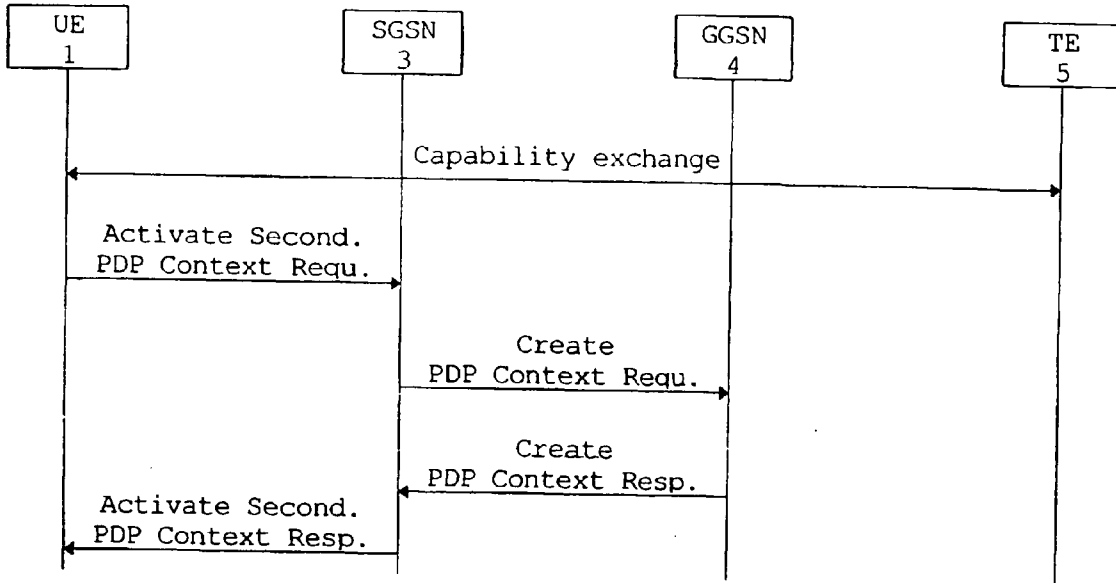 UE
1
SGSN
3
GGSN
4
TE
5
Capability exchange
Activate Second.
PDP Context Requ.
Create
PDP Context Requ.
Create
PDP Context Resp.
Activate Second.
PDP Context Resp.